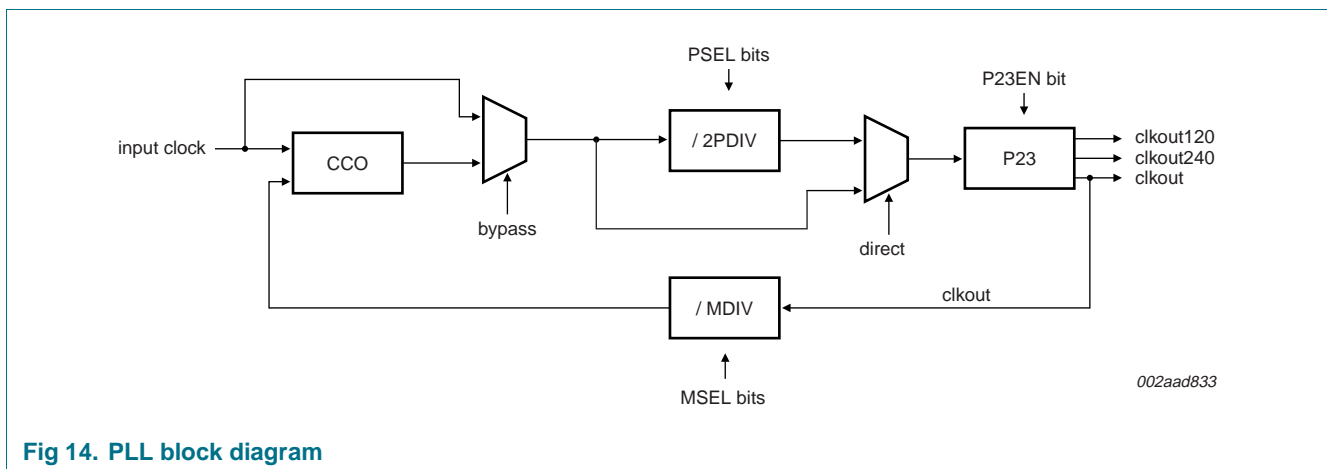 PSEL bits
P23EN bit
input clock
CCO
/ 2PDIV
P23
clkout120
clkout240
clkout
bypass
direct
/ MDIV
clkout
MSEL bits
002aad833
Fig 14. PLL block diagram